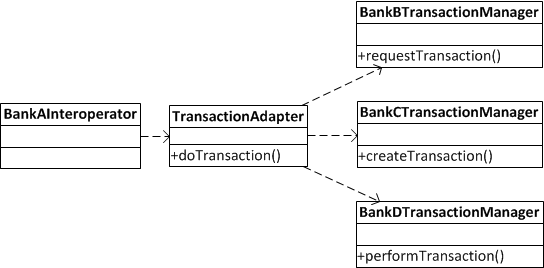 BankBTransactionManager
+requestTransaction()
BankAInteroperator
TransactionAdapter
+doTransaction()
BankCTransactionManager
+createTransaction()
BankDTransactionManager
+performTransaction()